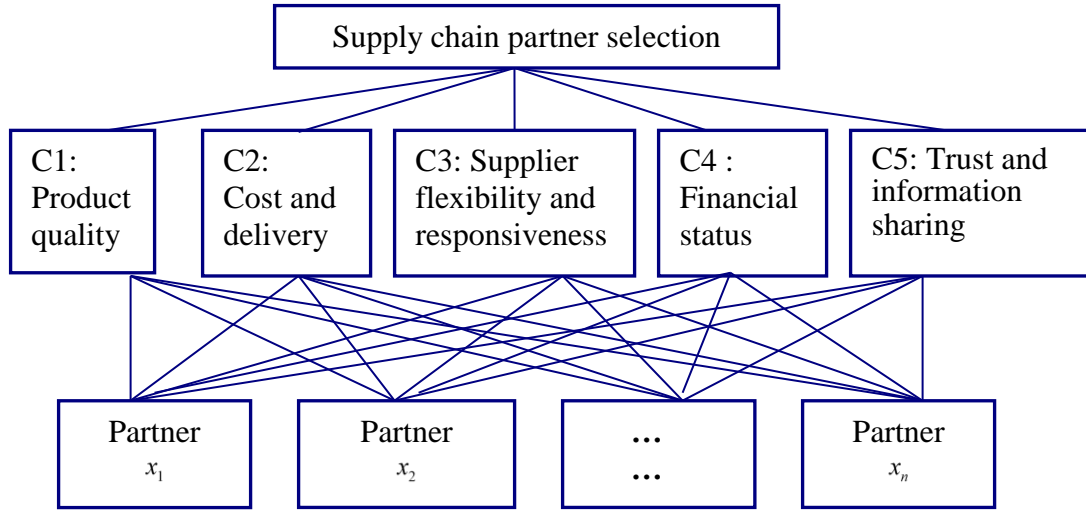 Supply chain partner selection
C1:
Product
quality
C2:
Cost and
delivery
C3: Supplier
flexibility and
responsiveness
C4 :
Financial
status
C5: Trust and
information
sharing
Partner
x₁
Partner
x₂
...
...
Partner
xₙ